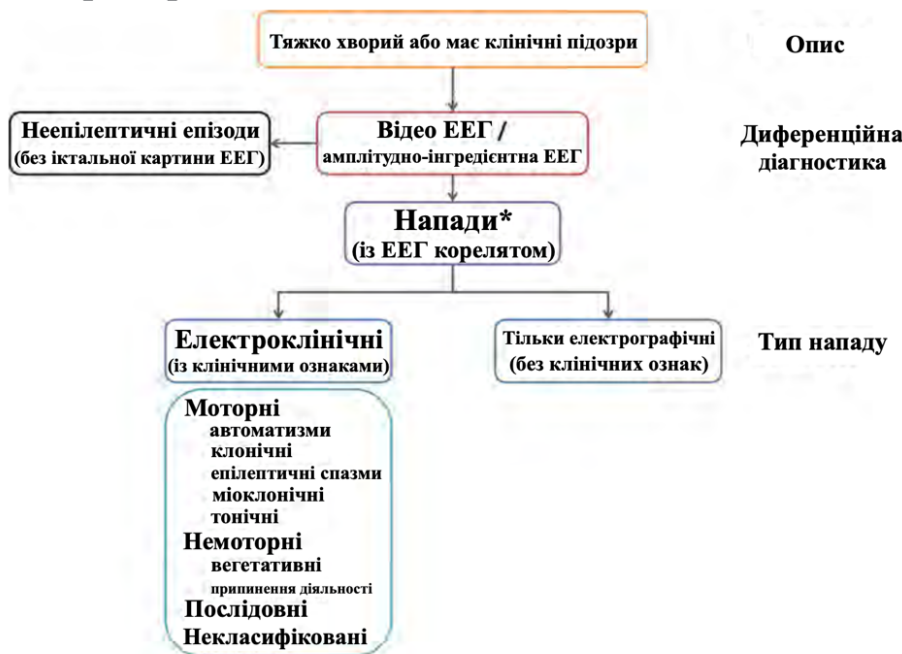 Тяжко хворий або має клінічні підозри
Опис
Неепілептичні епізоди
(без іктальної картини ЕЕГ)
Відео ЕЕГ /
амплітудно-інгредієнтна ЕЕГ
Диференційна
діагностика
Напади*
(із ЕЕГ корелятом)
Електроклінічні
(із клінічними ознаками)
Тільки електрографічні
(без клінічних ознак)
Тип нападу
Моторні
автоматизми
клонічні
епілептичні спазми
міоклонічні
тонічні
Немоторні
вегетативні
припинення діяльності
Послідовні
Некласифіковані